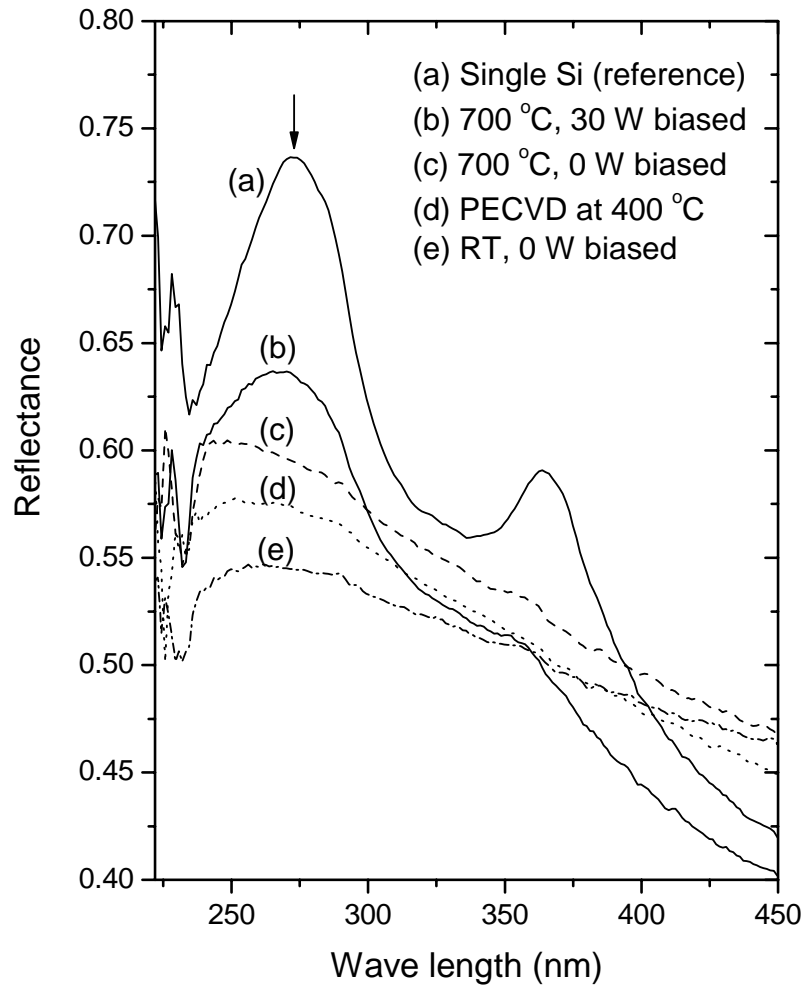 0.80
0.75
0.70
0.65
0.60
0.55
0.50
0.45
0.40
Reflectance
(a) Single Si (reference)
(b) 700 °C, 30 W biased
(c) 700 °C, 0 W biased
(d) PECVD at 400 °C
(e) RT, 0 W biased
(a)
(b)
(c)
(d)
(e)
250 300 350 400 450
Wave length (nm)